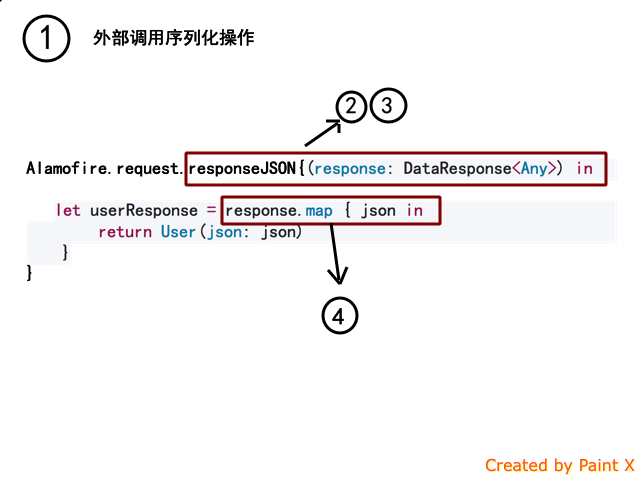 ① 外部调用序列化操作
② ③
Alamofire.request.responseJSON{(response: DataResponse<Any>) in
let userResponse = response.map { json in
return User(json: json)
}
}
④
Created by Paint X